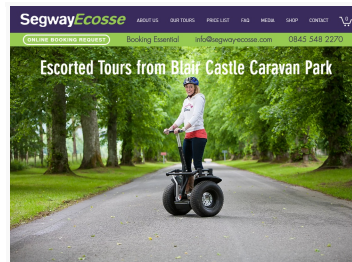 SegwayEcosse ABOUT US OUR TOURS PRICE LIST FAQ MEDIA SHOP CONTACT
ONLINE BOOKING REQUEST Booking Essential info@segway-ecosse.com 0845 548 2270
Escorted Tours from Blair Castle Caravan Park